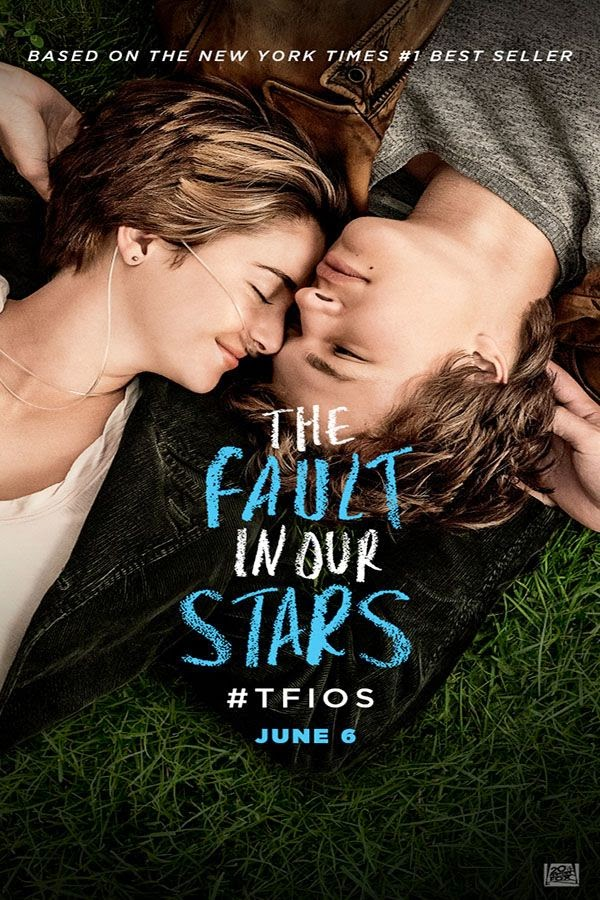 BASED ON THE NEW YORK TIMES #1 BEST SELLER
THE
FAULT
IN OUR
STARS
#TFIOS
JUNE 6